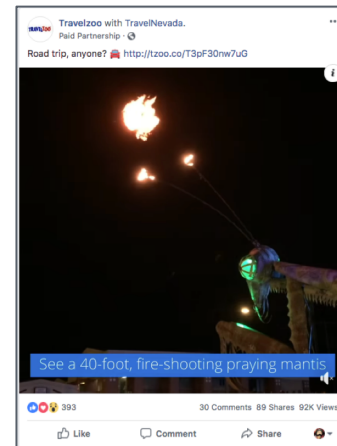 Travelzoo with TravelNevada.
Paid Partnership ·
Road trip, anyone? http://tzoo.co/T3pF30nw7uG
See a 40-foot, fire-shooting praying mantis
393
30 Comments 89 Shares 92K Views
Like Comment Share